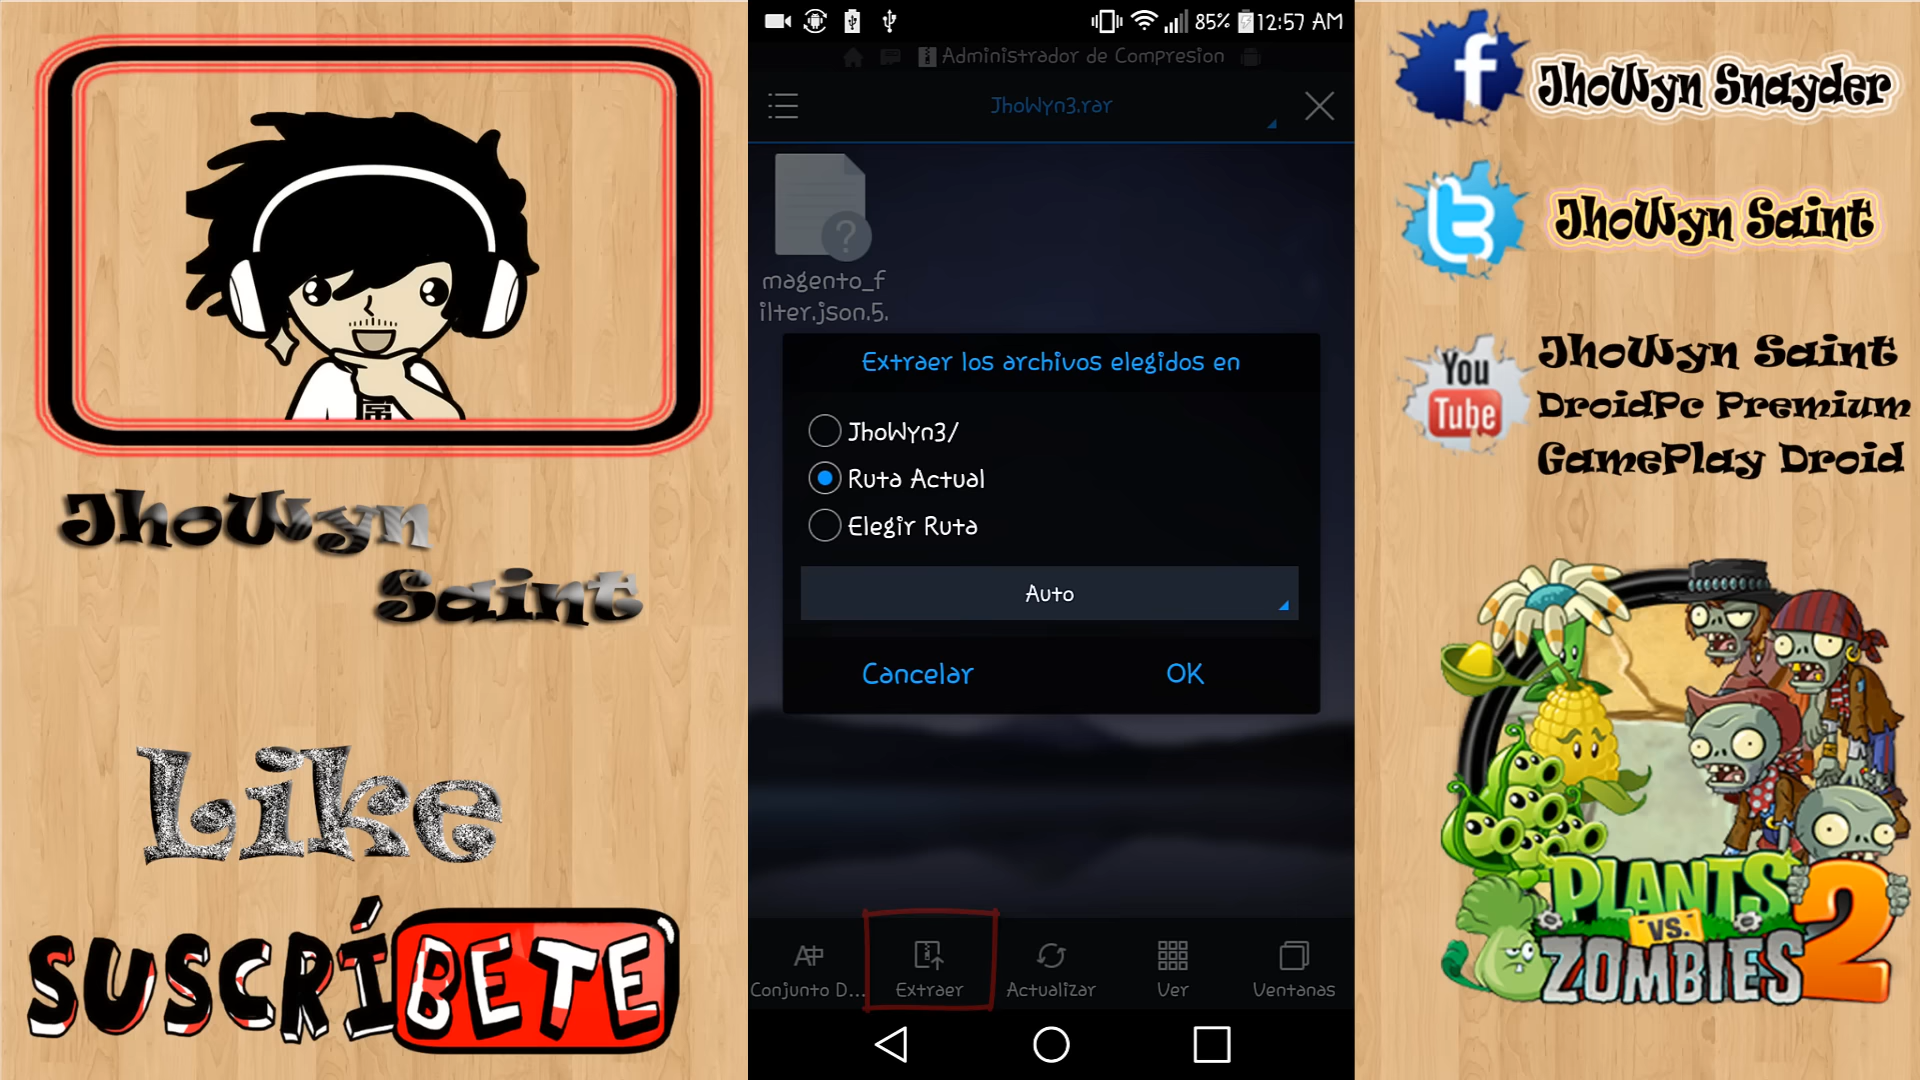 JhoWyn
Saint
Like
SUSCRÍBETE
85% 12:57 AM
Administrador de Compresion
JhoWyn3.rar
magento_f
ilter.json.5.
Extraer los archivos elegidos en
JhoWyn3/
Ruta Actual
Elegir Ruta
Auto
Cancelar OK
Conjunto D... Extraer Actualizar Ver Ventanas
f JhoWyn Snayder
t JhoWyn Saint
You
Tube
JhoWyn Saint
DroidPc Premium
GamePlay Droid
PLANTS
VS.
ZOMBIES 2